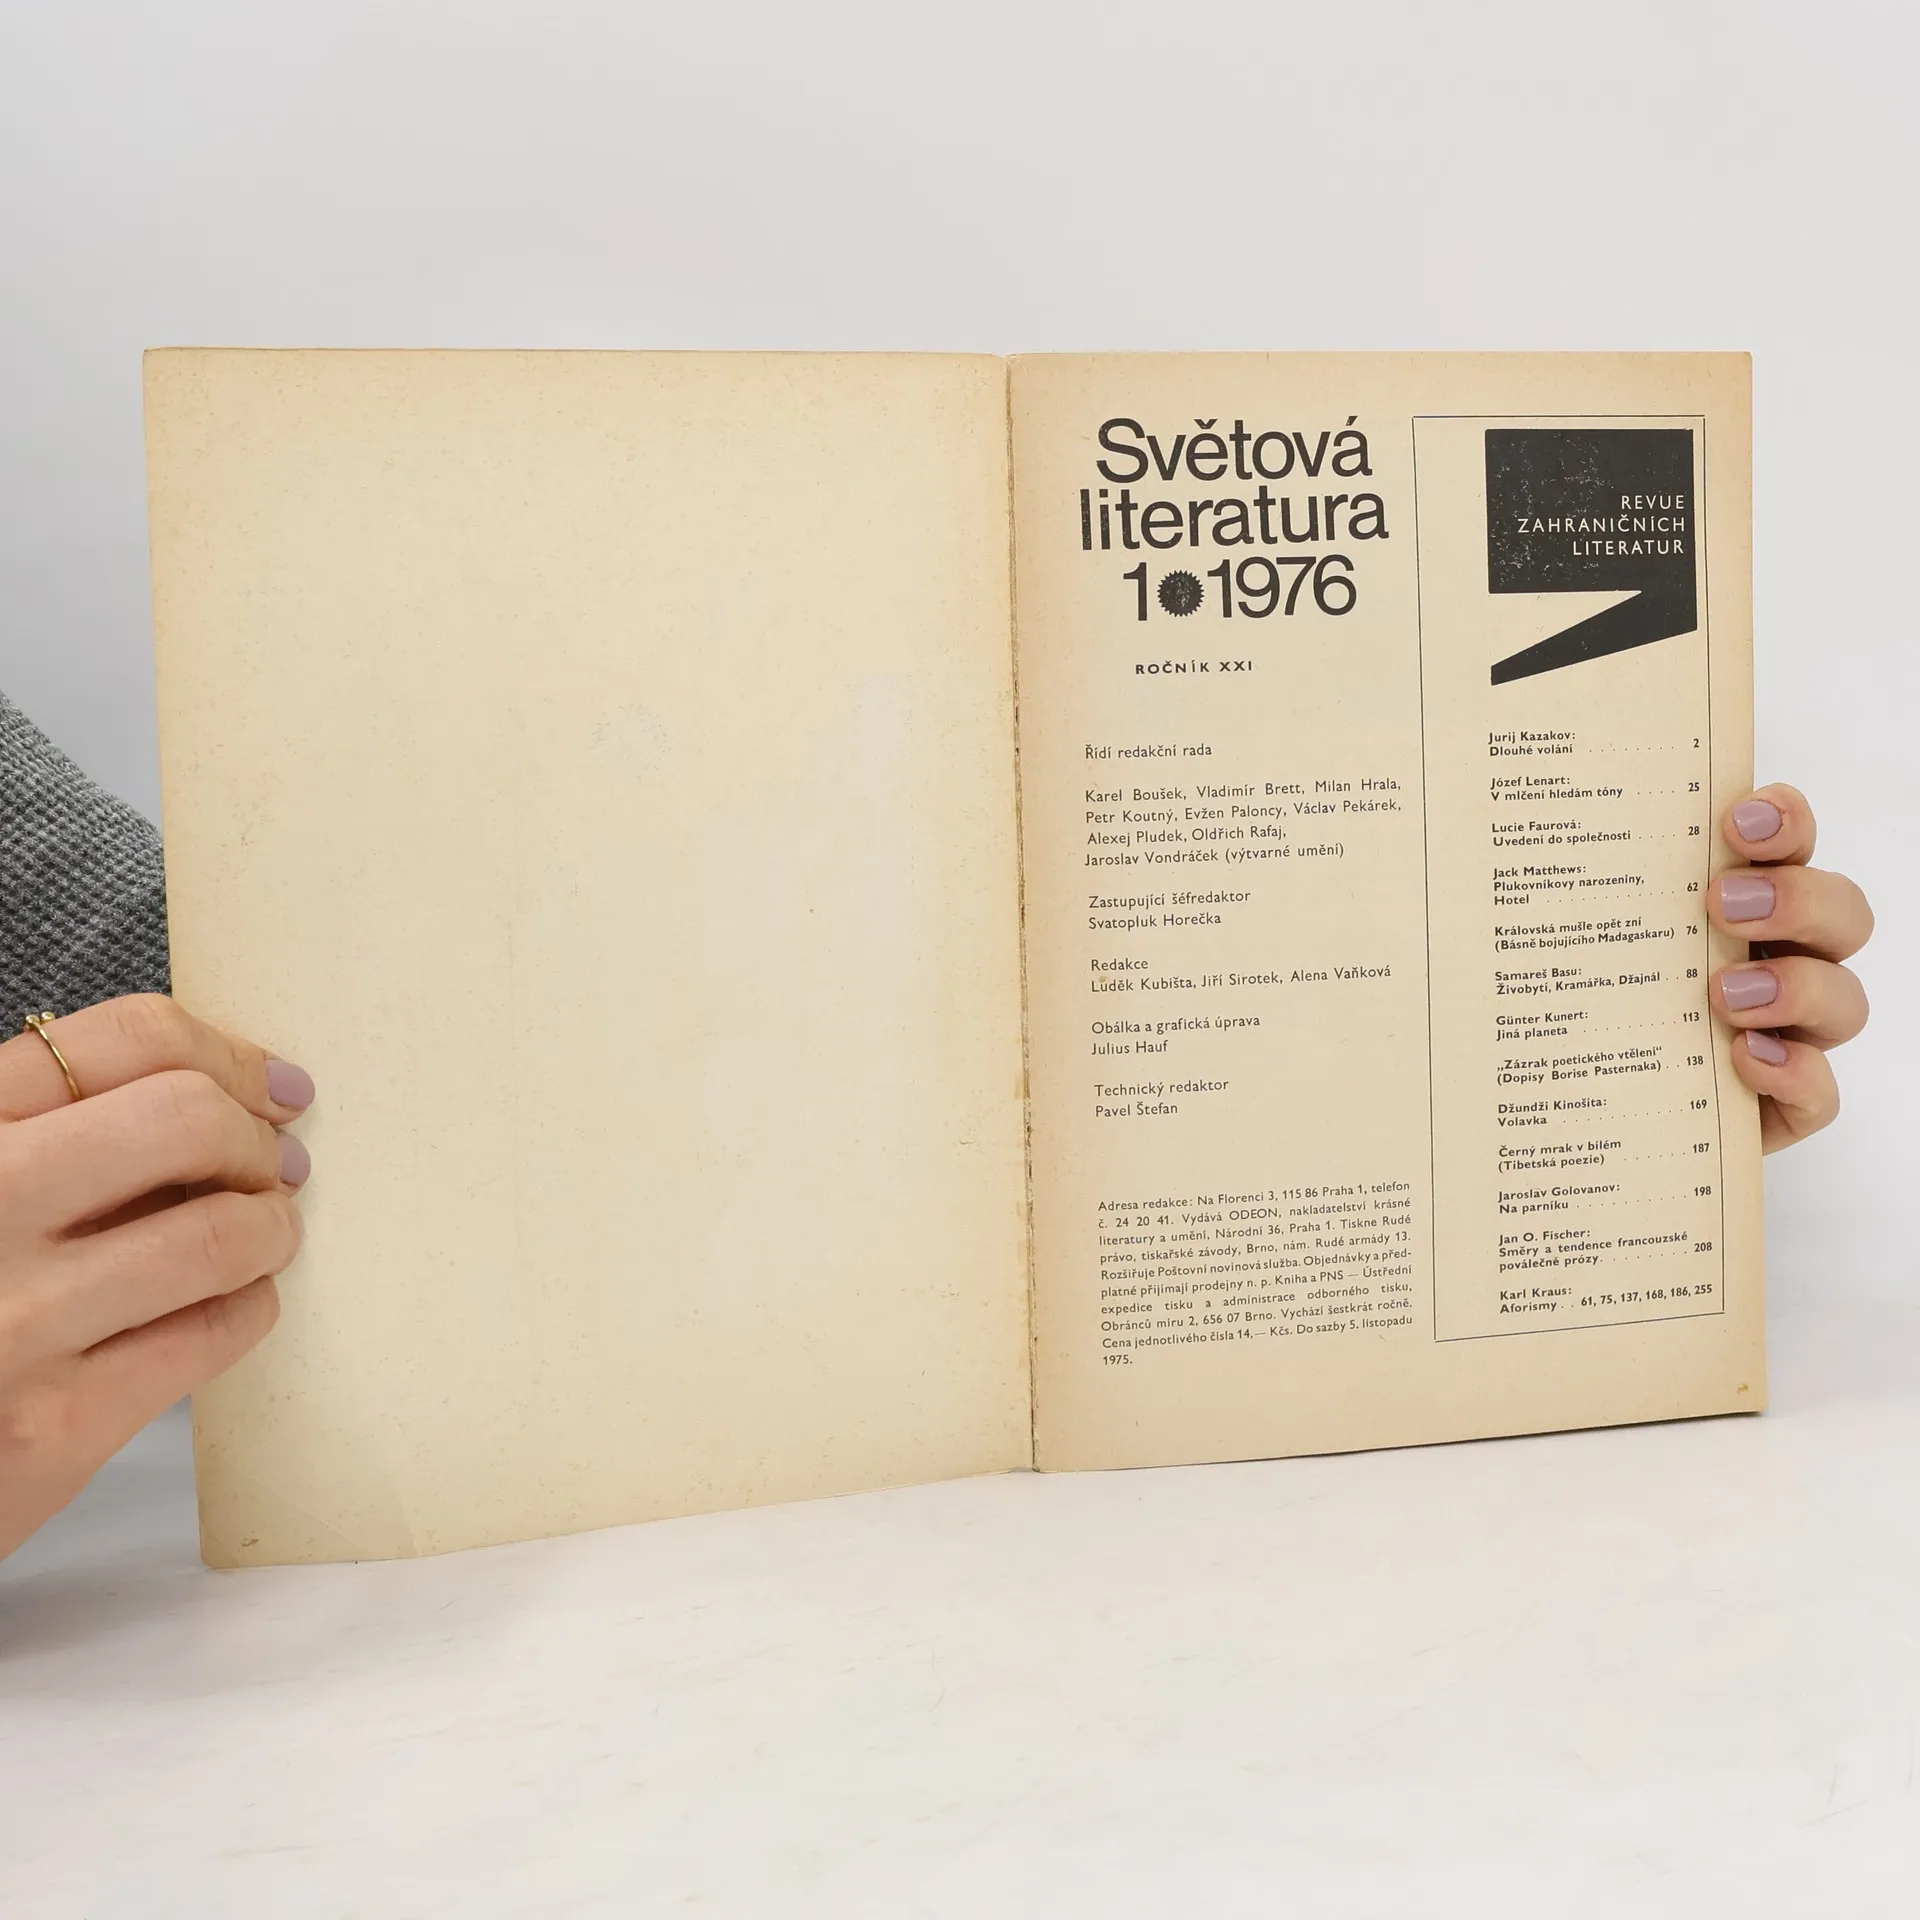 Světová
literatura
1 1976
ROČNÍK XXI
Řídí redakční rada
Karel Boušek, Vladimír Brett, Milan Hrala,
Petr Koutný, Evžen Paloncy, Václav Pekárek,
Alexej Pludek, Oldřich Rafaj,
Jaroslav Vondráček (výtvarné umění)
Zastupující šéfredaktor
Svatopluk Horečka
Redakce
Luděk Kubišta, Jiří Sirotek, Alena Vaňková
Obálka a grafická úprava
Julius Hauf
Technický redaktor
Pavel Štefan
Adresa redakce: Na Florenci 3, 115 86 Praha 1, telefon
č. 24 20 41. Vydává ODEON, nakladatelství krásné
literatury a umění, Národní 36, Praha 1. Tiskne Rudé
právo, tiskařské závody, Brno, nám. Rudé armády 13.
Rozšiřuje Poštovní novinová služba. Objednávky a před-
platné přijímají prodejny n. p. Kniha a PNS — Ústřední
expedice tisku a administrace odborného tisku,
Obránců míru 2, 656 07 Brno. Vychází šestkrát ročně.
Cena jednotlivého čísla 14,— Kčs. Do sazby 5. listopadu
1975.
REVUE
ZAHRANIČNÍCH
LITERATUR
Jurij Kazakov:
Dlouhé volání . . . . . . . . 2
Józef Lenart:
V mlčení hledám tóny . . . . 25
Lucie Faurová:
Uvedení do společnosti . . . . 28
Jack Matthews:
Plukovníkovy narozeniny,
Hotel . . . . . . . . . . . . 62
Královská mušle opět zní
(Básně bojujícího Madagaskaru) 76
Samareš Basu:
Živobytí, Kramářka, Džajnál . . 88
Günter Kunert:
Jiná planeta . . . . . . . . . 113
„Zázrak poetického vtělení“
(Dopisy Borise Pasternaka) . . 138
Džundži Kinošita:
Volavka . . . . . . . . . . . 169
Černý mrak v bílém
(Tibetská poezie) . . . . . . 187
Jaroslav Golovanov:
Na parníku . . . . . . . . . 198
Jan O. Fischer:
Směry a tendence francouzské
poválečné prózy. . . . . . . . 208
Karl Kraus:
Aforismy . . 61, 75, 137, 168, 186, 255